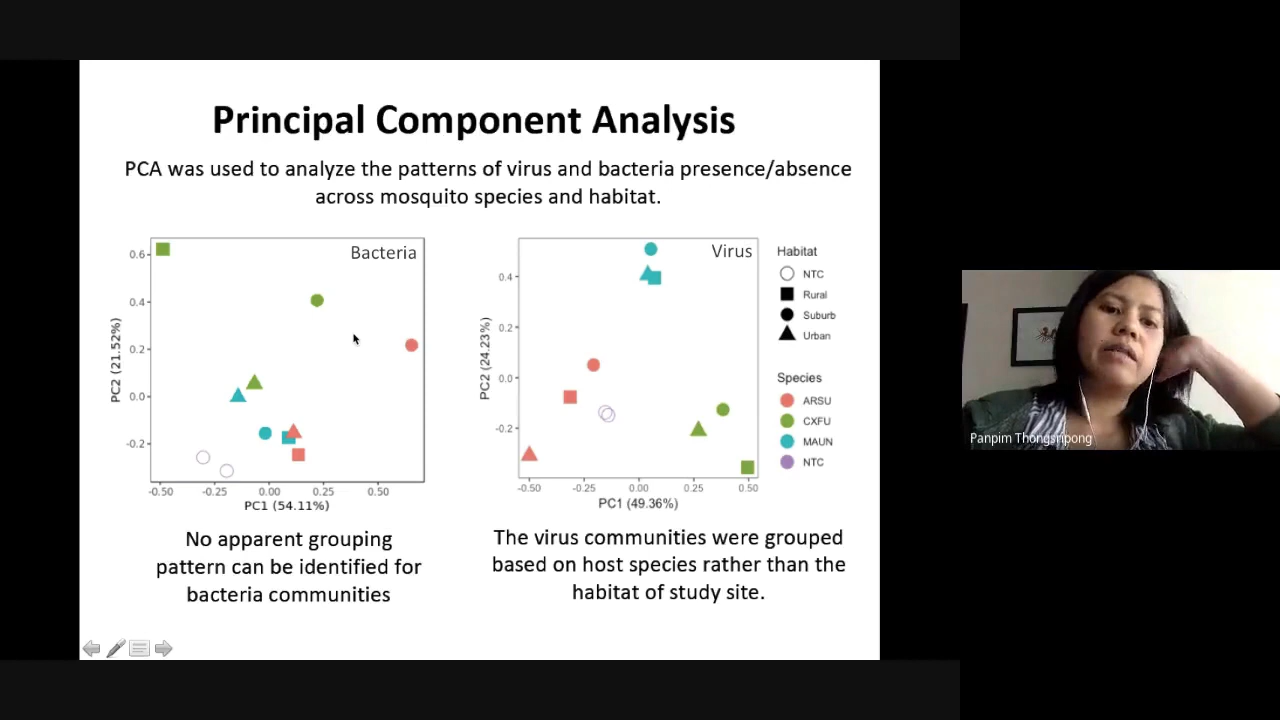 Principal Component Analysis
PCA was used to analyze the patterns of virus and bacteria presence/absence
across mosquito species and habitat.
Bacteria
0.6
0.4
0.2
0.0
-0.2
PC2 (21.52%)
-0.50 -0.25 0.00 0.25 0.50
PC1 (54.11%)
Virus
0.4
0.2
0.0
-0.2
PC2 (24.23%)
-0.50 -0.25 0.00 0.25 0.50
PC1 (49.36%)
Habitat
NTC
Rural
Suburb
Urban
Species
ARSU
CXFU
MAUN
NTC
No apparent grouping
pattern can be identified for
bacteria communities
The virus communities were grouped
based on host species rather than the
habitat of study site.
Panpim Thongsripong